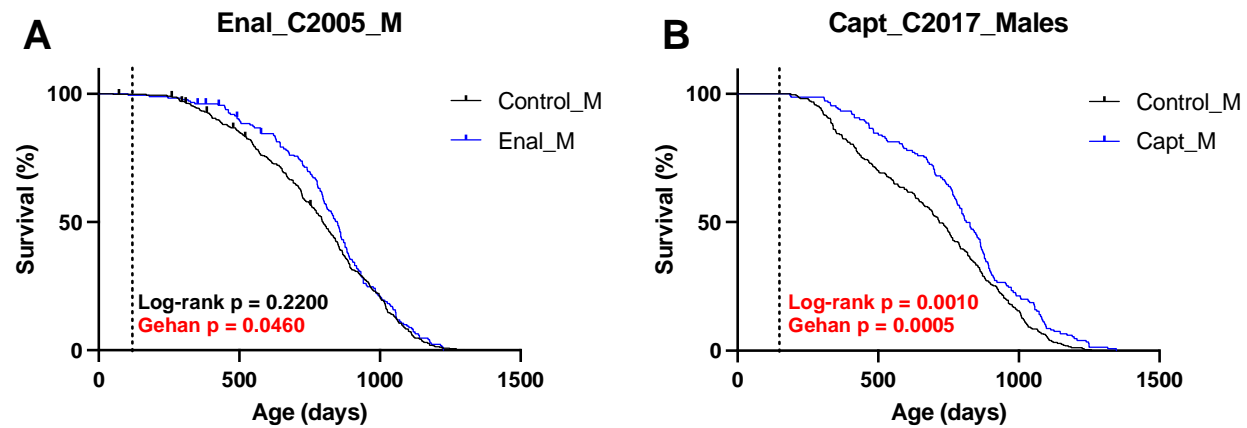 A
Enal_C2005_M
100
50
0
Survival (%)
Control_M
Enal_M
Log-rank p = 0.2200
Gehan p = 0.0460
0 500 1000 1500
Age (days)
B
Capt_C2017_Males
100
50
0
Survival (%)
Control_M
Capt_M
Log-rank p = 0.0010
Gehan p = 0.0005
0 500 1000 1500
Age (days)